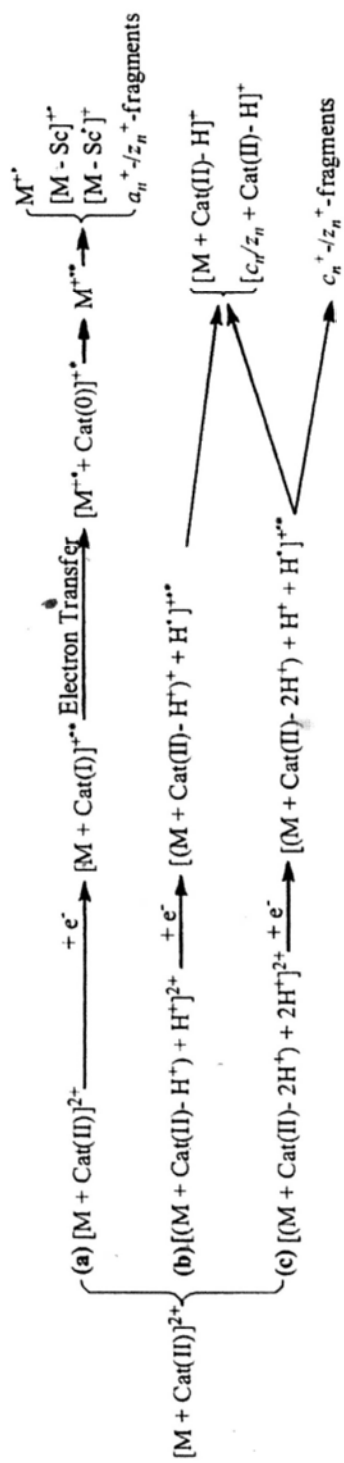 (a) [M + Cat(II)]²⁺ + e⁻ [M + Cat(I)]⁺•• Electron Transfer [M⁺• + Cat(0)]⁺• M⁺••
M⁺•
[M - Sc]⁺•
[M - Sc•]⁺
aₙ⁺-/zₙ⁺-fragments
[M + Cat(II)]²⁺
(b).[(M + Cat(II)- H⁺) + H⁺]²⁺ + e⁻ [(M + Cat(II)- H⁺)⁺ + H•]⁺••
[M + Cat(II)- H]⁺
[cₙ/zₙ + Cat(II)- H]⁺
(c) [(M + Cat(II)- 2H⁺) + 2H⁺]²⁺ + e⁻ [(M + Cat(II)- 2H⁺) + H⁺ + H•]⁺••
cₙ⁺-/zₙ⁺-fragments